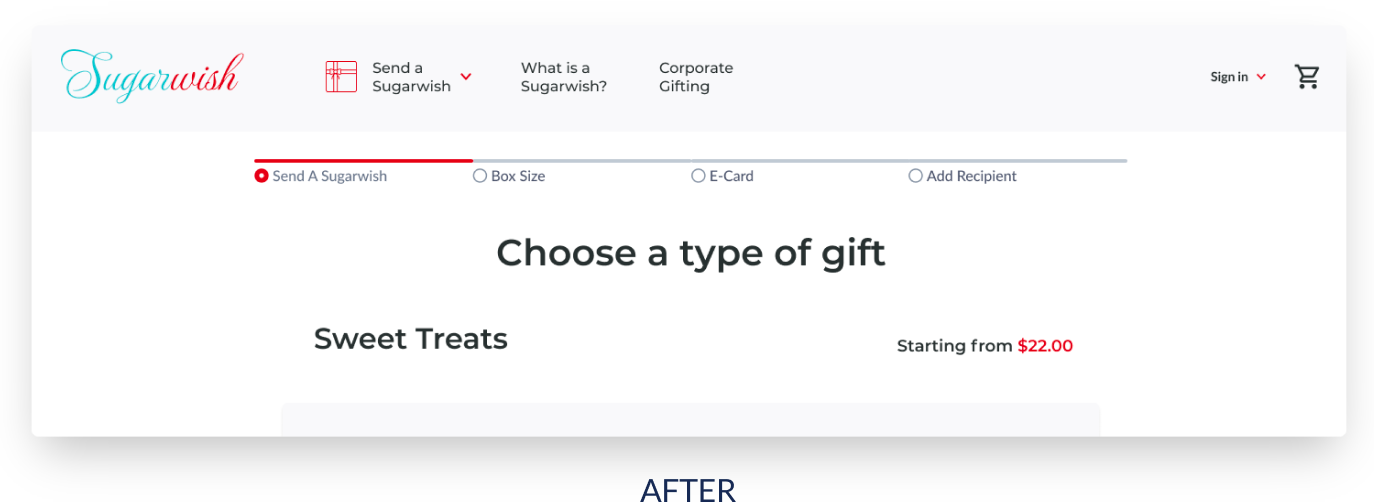 Sugarwish
Send a
Sugarwish
What is a
Sugarwish?
Corporate
Gifting
Sign in
Send A Sugarwish
Box Size
E-Card
Add Recipient
Choose a type of gift
Sweet Treats
Starting from $22.00
AFTER